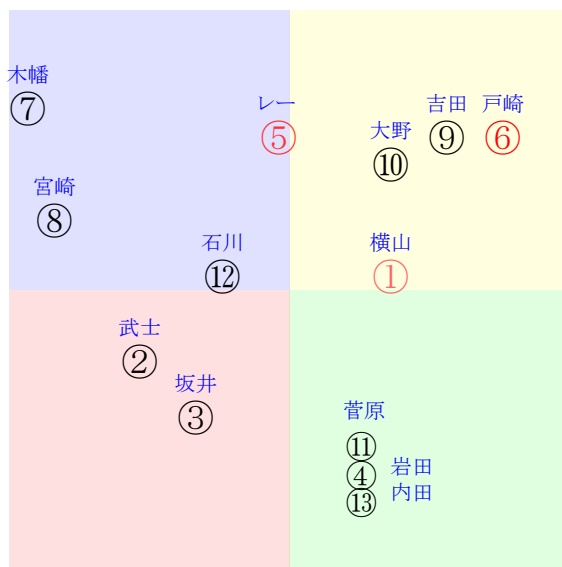 木幡
⑦
レー
⑤
大野
⑩
吉田
⑨
戸崎
⑥
宮崎
⑧
石川
⑫
横山
①
武士
②
坂井
③
菅原
⑪
④ 岩田
⑬ 内田